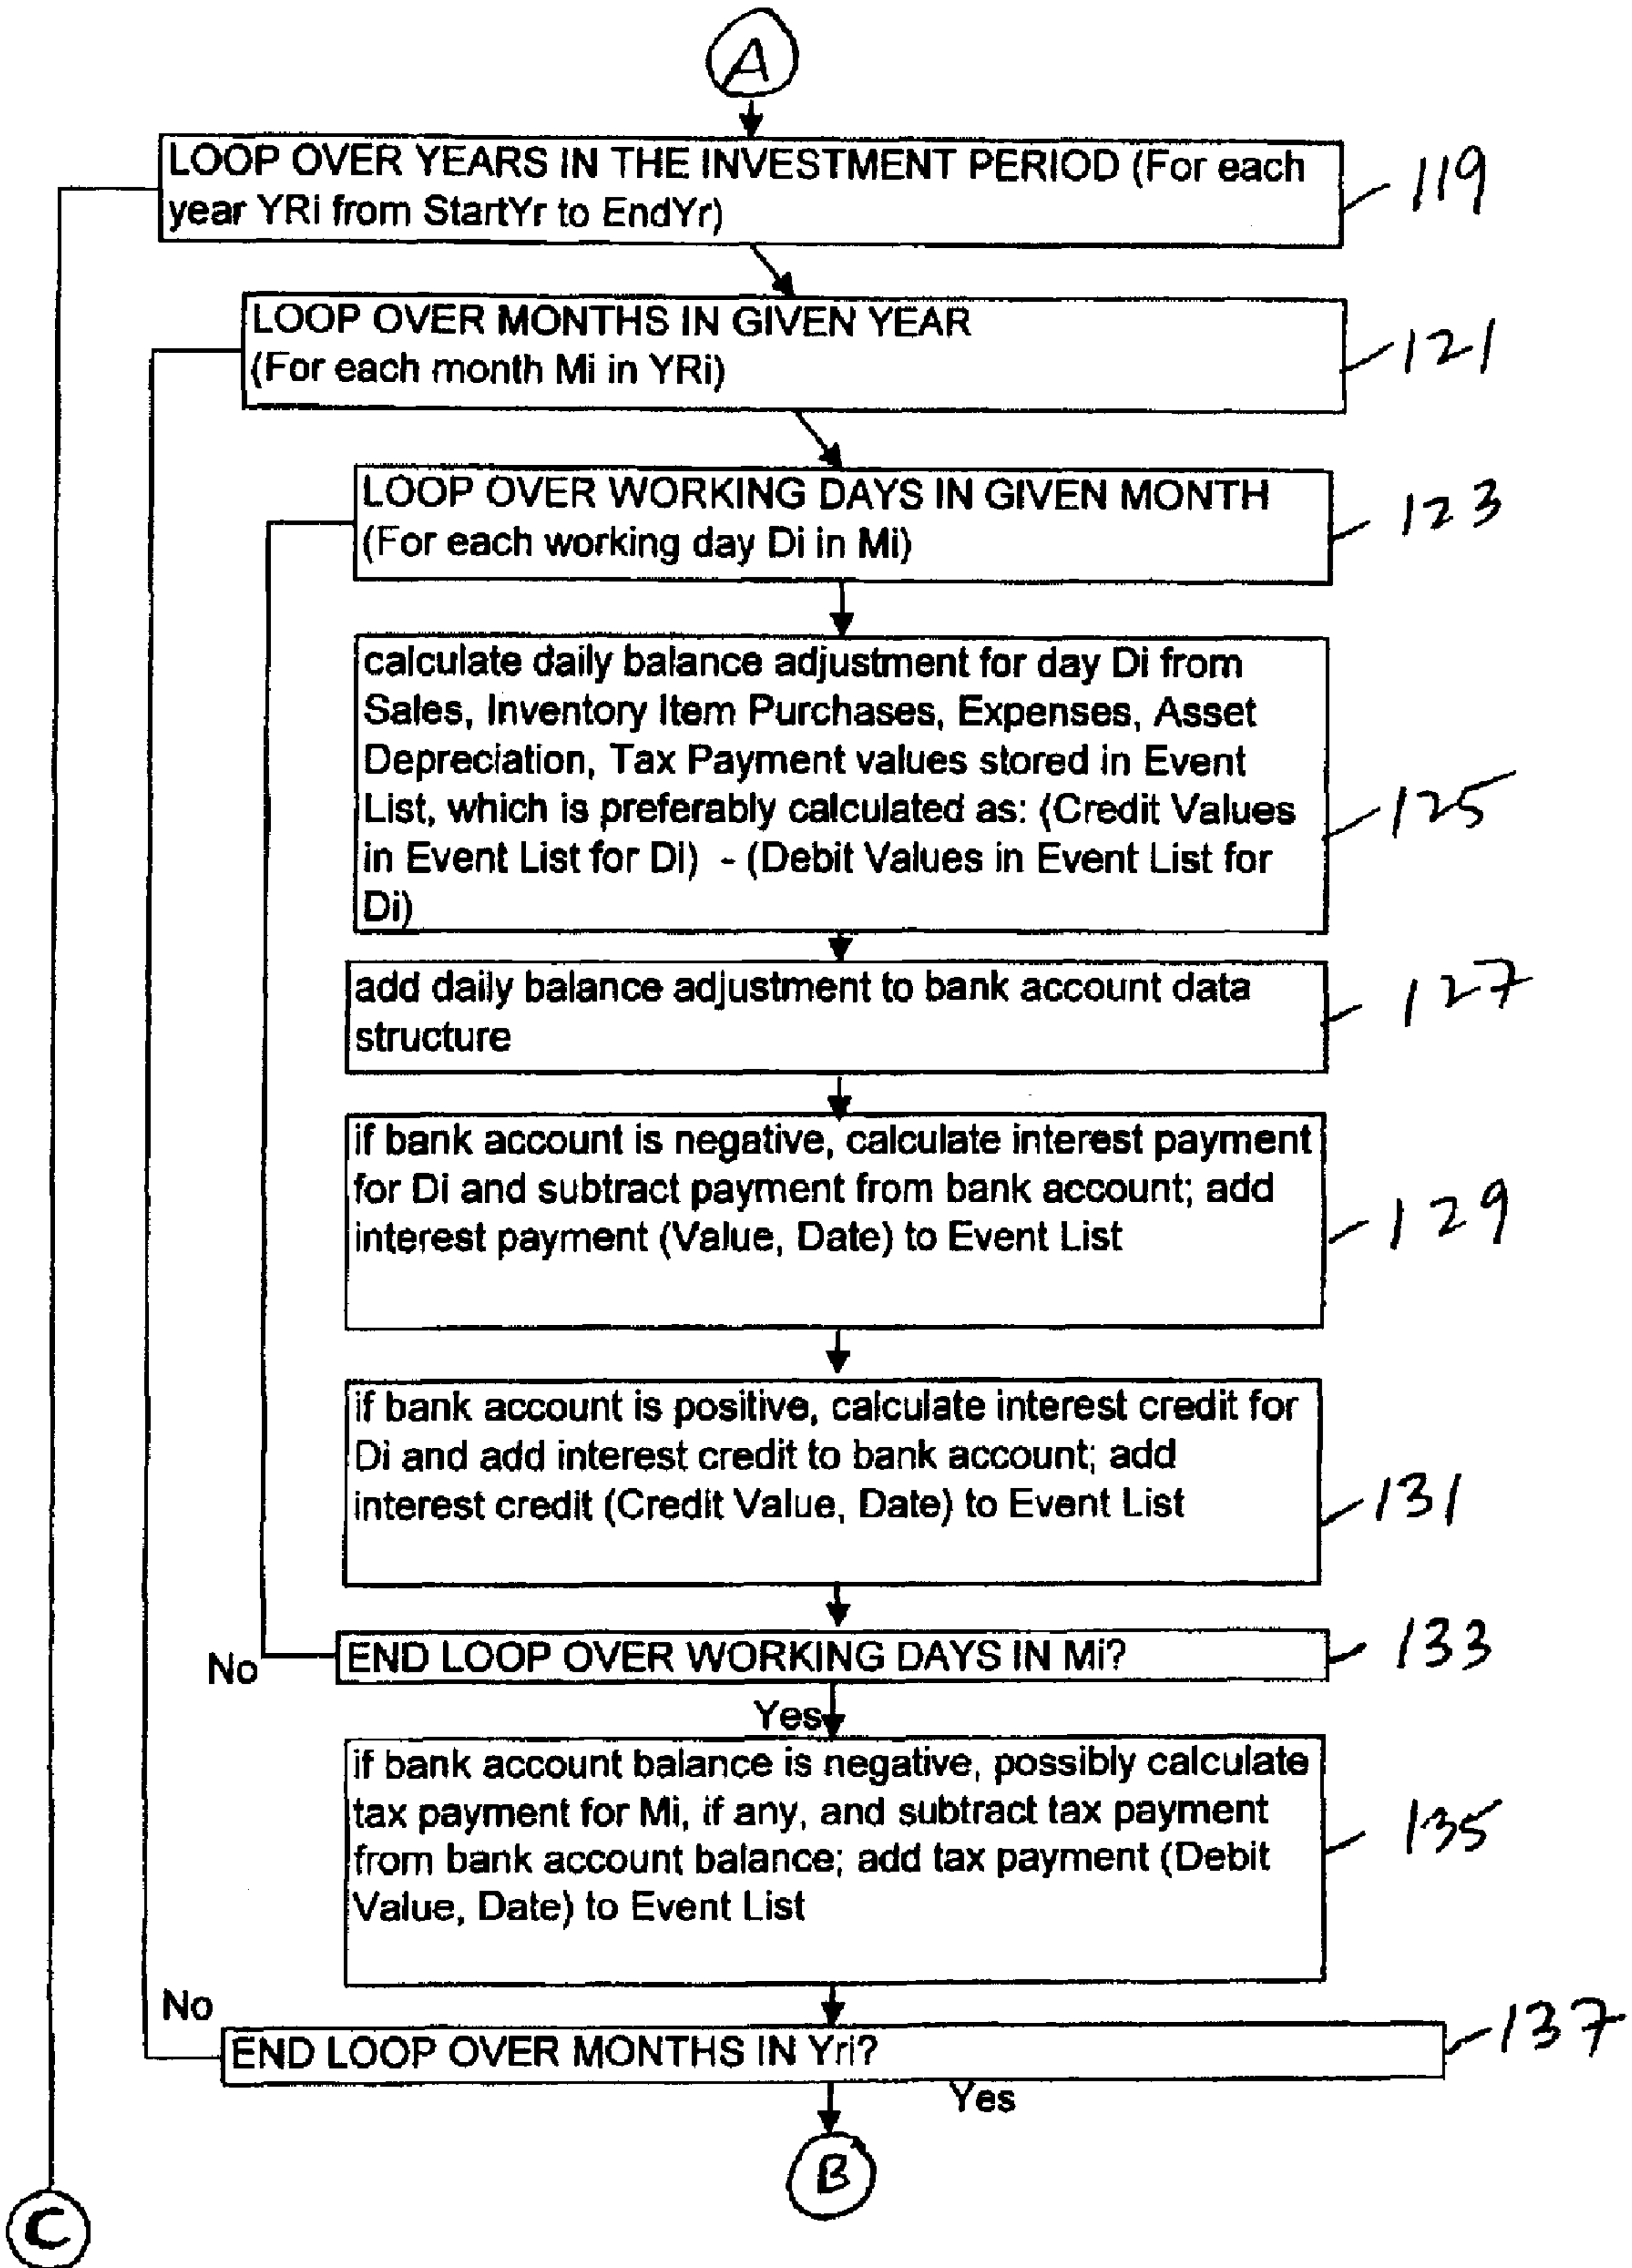 A
LOOP OVER YEARS IN THE INVESTMENT PERIOD (For each
year YRi from StartYr to EndYr)
119
LOOP OVER MONTHS IN GIVEN YEAR
(For each month Mi in YRi)
121
LOOP OVER WORKING DAYS IN GIVEN MONTH
(For each working day Di in Mi)
123
calculate daily balance adjustment for day Di from
Sales, Inventory Item Purchases, Expenses, Asset
Depreciation, Tax Payment values stored in Event
List, which is preferably calculated as: (Credit Values
in Event List for Di) - (Debit Values in Event List for
Di)
125
add daily balance adjustment to bank account data
structure
127
if bank account is negative, calculate interest payment
for Di and subtract payment from bank account; add
interest payment (Value, Date) to Event List
129
if bank account is positive, calculate interest credit for
Di and add interest credit to bank account; add
interest credit (Credit Value, Date) to Event List
131
No
END LOOP OVER WORKING DAYS IN Mi?
133
Yes
if bank account balance is negative, possibly calculate
tax payment for Mi, if any, and subtract tax payment
from bank account balance; add tax payment (Debit
Value, Date) to Event List
135
No
END LOOP OVER MONTHS IN Yri?
137
Yes
B
C